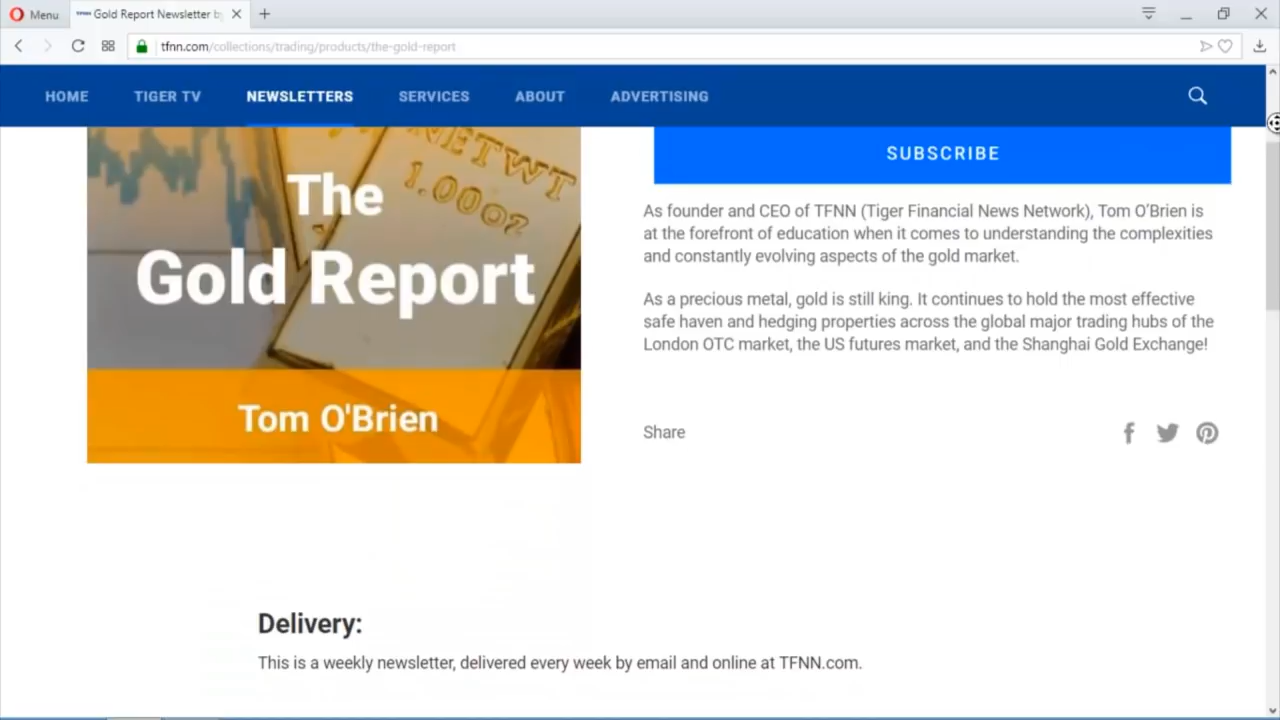 Menu
TFNN Gold Report Newsletter b
tfnn.com/collections/trading/products/the-gold-report
HOME TIGER TV NEWSLETTERS SERVICES ABOUT ADVERTISING
NETWT
1.00oz
The
Gold Report
Tom O'Brien
SUBSCRIBE
As founder and CEO of TFNN (Tiger Financial News Network), Tom O'Brien is
at the forefront of education when it comes to understanding the complexities
and constantly evolving aspects of the gold market.
As a precious metal, gold is still king. It continues to hold the most effective
safe haven and hedging properties across the global major trading hubs of the
London OTC market, the US futures market, and the Shanghai Gold Exchange!
Share
Delivery:
This is a weekly newsletter, delivered every week by email and online at TFNN.com.